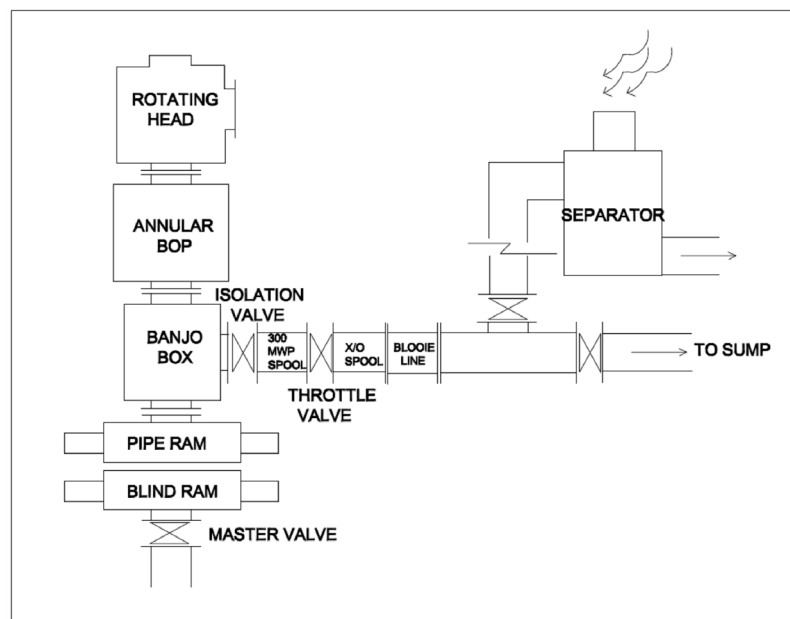 ROTATING
HEAD
ANNULAR
BOP
SEPARATOR
ISOLATION
VALVE
BANJO
BOX
300
MWP
SPOOL
X/O
SPOOL
BLOOIE
LINE
TO SUMP
THROTTLE
VALVE
PIPE RAM
BLIND RAM
MASTER VALVE